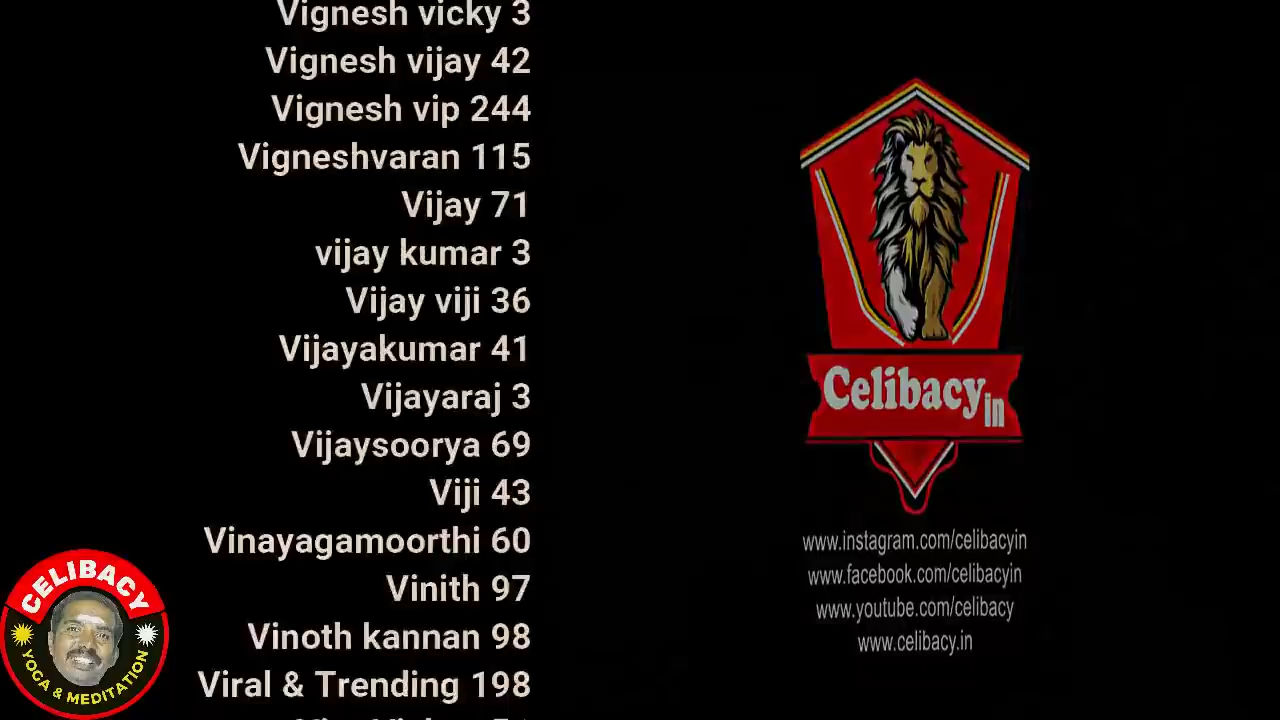 Vignesh vicky 3
Vignesh vijay 42
Vignesh vip 244
Vigneshvaran 115
Vijay 71
vijay kumar 3
Vijay viji 36
Vijayakumar 41
Vijayaraj 3
Vijaysoorya 69
Viji 43
Vinayagamoorthi 60
Vinith 97
Vinoth kannan 98
Viral & Trending 198
Celibacyin
www.instagram.com/celibacyin
www.facebook.com/celibacyin
www.youtube.com/celibacy
www.celibacy.in
CELIBACY
YOGA & MEDITATION